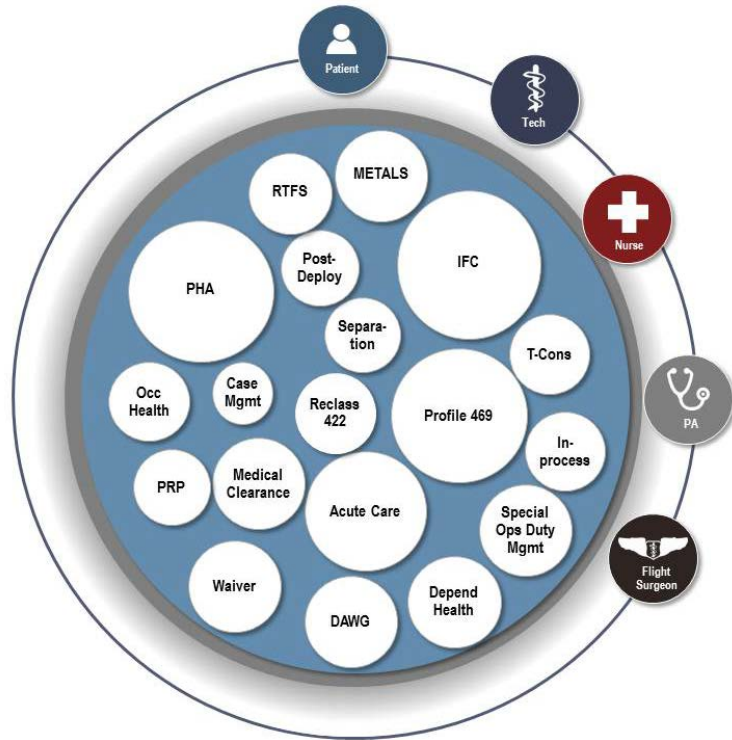 Patient
Tech
Nurse
PA
Flight
Surgeon
METALS
RTFS
IFC
Post-
Deploy
PHA
Separa-
tion
T-Cons
Case
Mgmt
Occ
Health
Reclass
422
Profile 469
In-
process
PRP
Medical
Clearance
Acute Care
Special
Ops Duty
Mgmt
Waiver
DAWG
Depend
Health